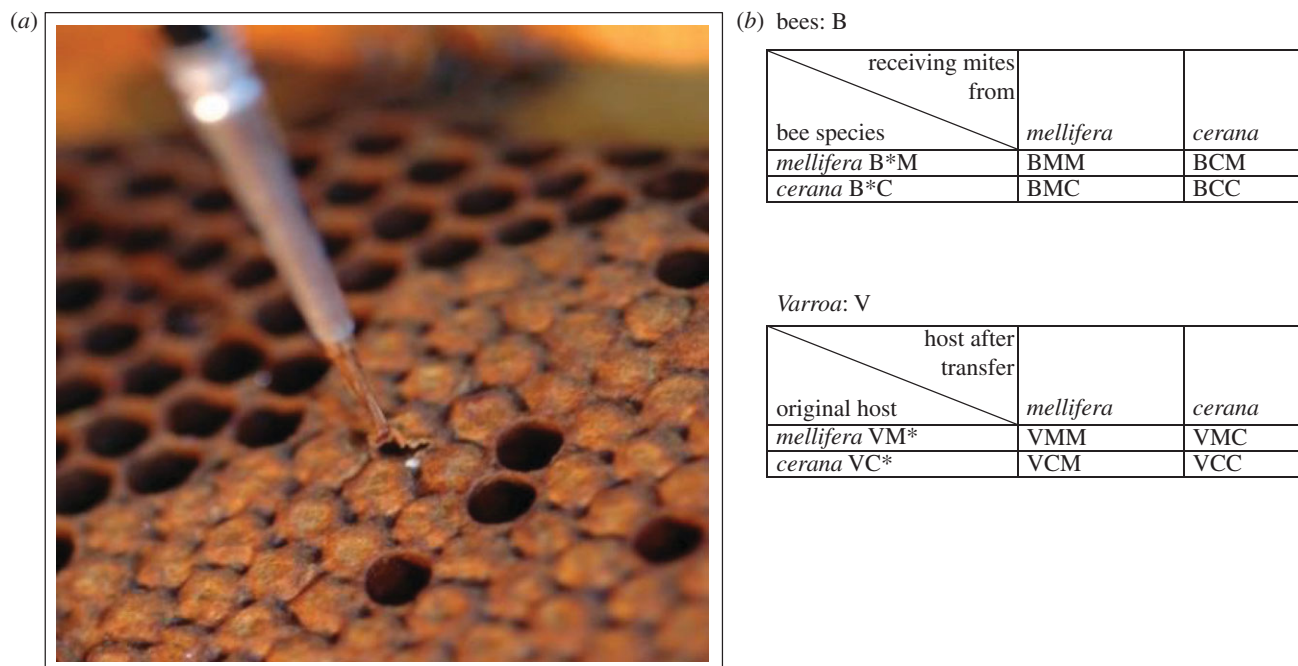 (a)
(b) bees: B
receiving mites
from
bee species mellifera cerana
mellifera B*M BMM BCM
cerana B*C BMC BCC
Varroa: V
host after
transfer
original host mellifera cerana
mellifera VM* VMM VMC
cerana VC* VCM VCC